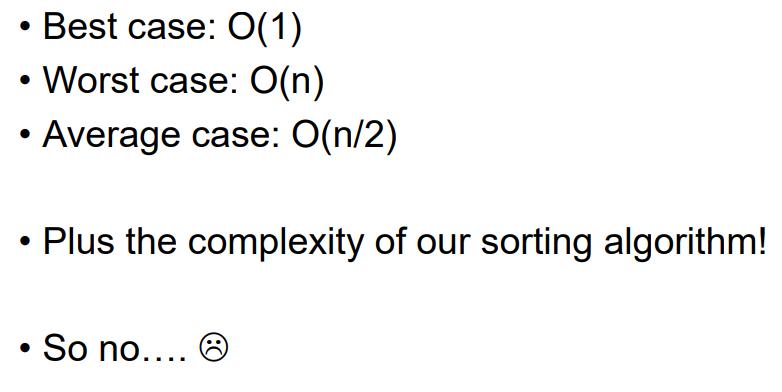 • Best case: O(1)
• Worst case: O(n)
• Average case: O(n/2)
• Plus the complexity of our sorting algorithm!
• So no…. ☹